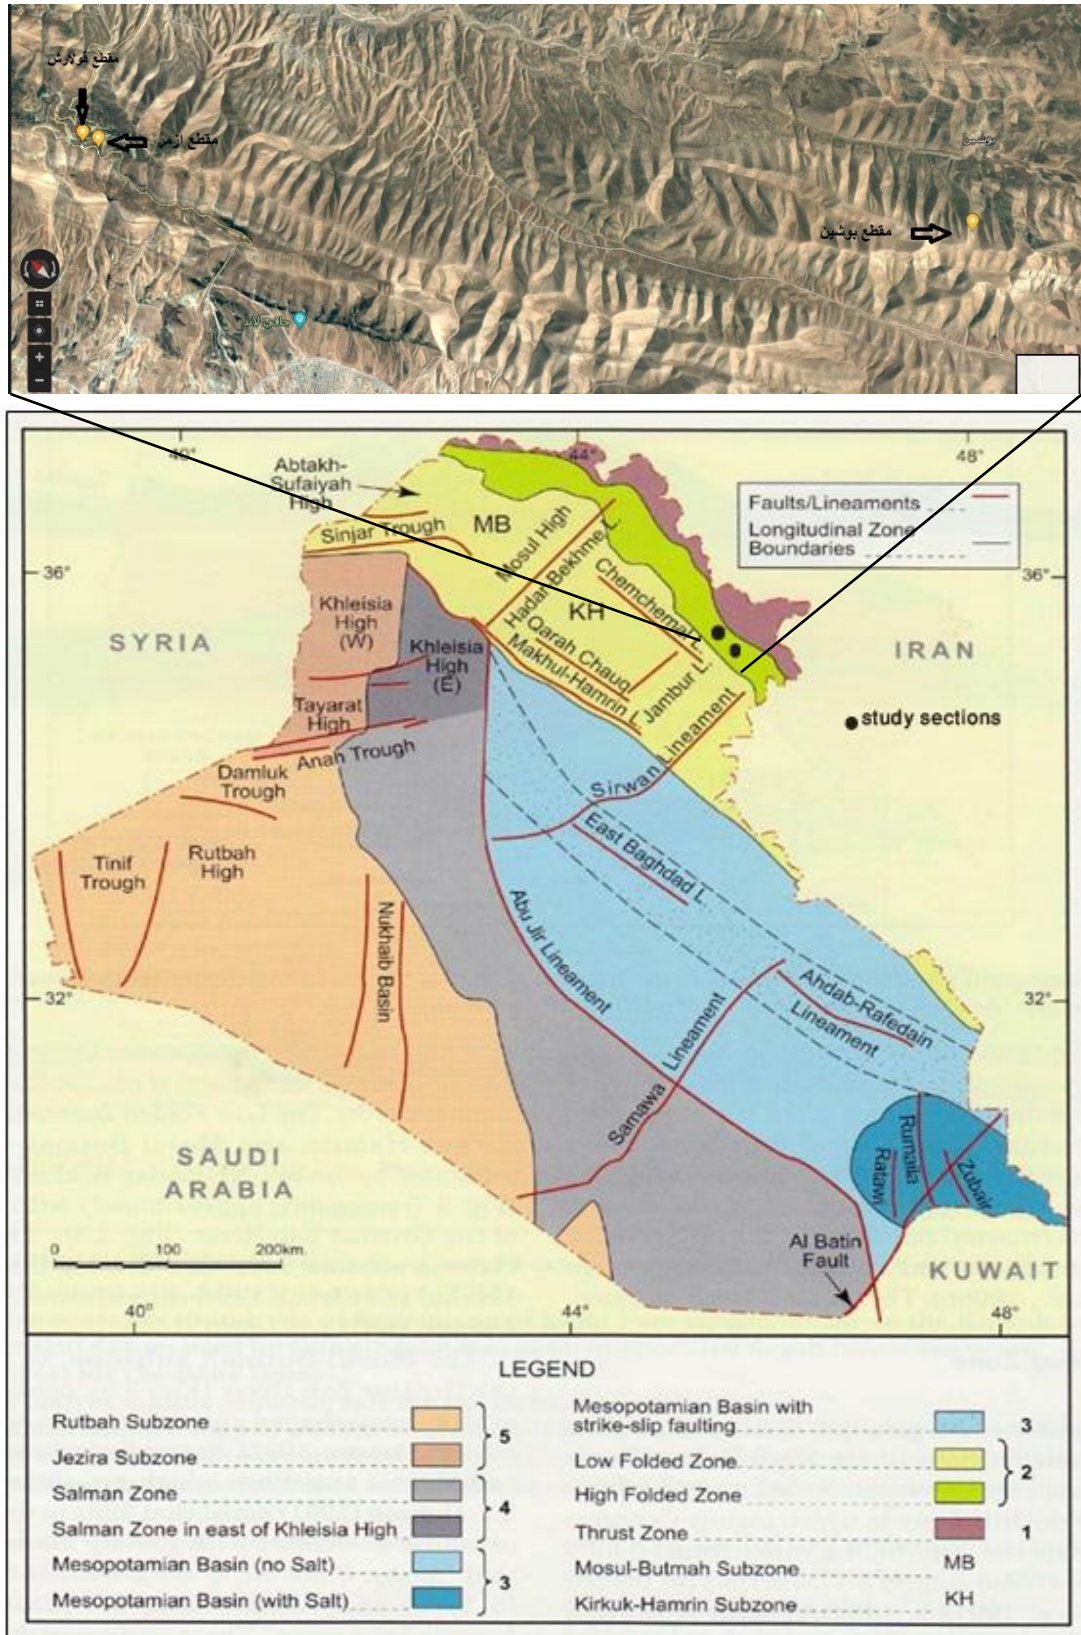 مقطع قولارش
مقطع ازمر
بوشين
مقطع بوشين
جافي لاند
40°
44°
48°
Abtakh-
Sufaiyah
High
Sinjar Trough
MB
Mosul High
Hadar-Bekhme L.
Chemchemal L.
KH
Qarah Chauq
Makhul-Hamrin L.
Jambur L.
Faults/Lineaments
Longitudinal Zone
Boundaries
36°
36°
SYRIA
Khleisia
High
(W)
Khleisia
High
(E)
IRAN
study sections
Tayarat
High
Anah Trough
Damluk
Trough
Sirwan Lineament
Tinif
Trough
Rutbah
High
East Baghdad L.
Nukhaib Basin
Abu Jir Lineament
32°
32°
Ahdab-Rafedain
Lineament
Samawa Lineament
SAUDI
ARABIA
Rumaila
Ratawi
Zubair
0 100 200km.
Al Batin
Fault
KUWAIT
40°
44°
48°
LEGEND
Rutbah Subzone
Jezira Subzone
5
Salman Zone
Salman Zone in east of Khleisia High
4
Mesopotamian Basin (no Salt)
Mesopotamian Basin (with Salt)
3
Mesopotamian Basin with
strike-slip faulting
3
Low Folded Zone
High Folded Zone
2
Thrust Zone
1
Mosul-Butmah Subzone MB
Kirkuk-Hamrin Subzone KH